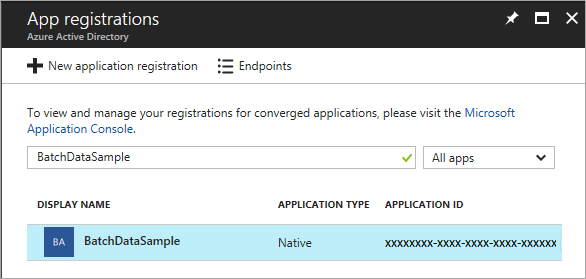 App registrations
Azure Active Directory
New application registration Endpoints
To view and manage your registrations for converged applications, please visit the Microsoft
Application Console.
BatchDataSample All apps
DISPLAY NAME APPLICATION TYPE APPLICATION ID
BA BatchDataSample Native xxxxxxxx-xxxx-xxxx-xxxx-xxxxxx